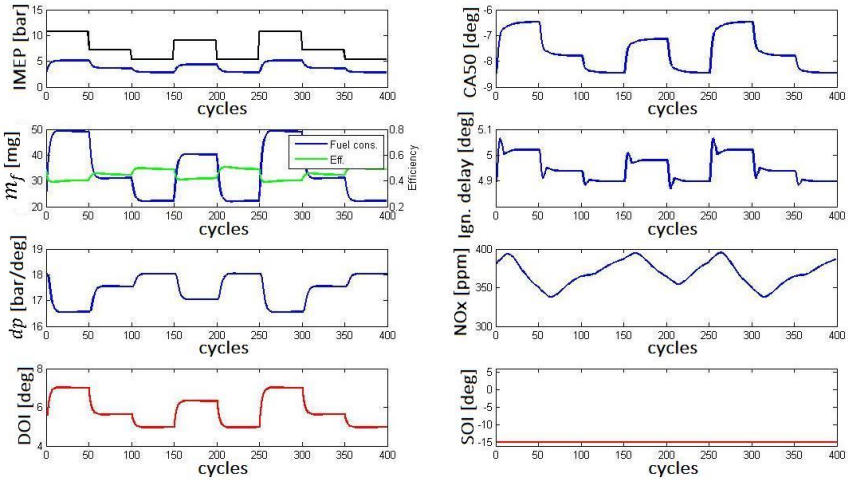 IMEP [bar]
15
10
5
0
0 50 100 150 200 250 300 350 400
cycles
CA50 [deg]
-6
-7
-8
-9
0 50 100 150 200 250 300 350 400
cycles
m_f [mg]
50
40
30
20
Fuel cons.
Eff.
0.8
0.6
0.4
0.2
Efficiency
0 50 100 150 200 250 300 350 400
cycles
Ign. delay [deg]
5.1
5
4.9
0 50 100 150 200 250 300 350 400
cycles
dp [bar/deg]
19
18
17
16
0 50 100 150 200 250 300 350 400
cycles
NOx [ppm]
400
350
300
0 50 100 150 200 250 300 350 400
cycles
DOI [deg]
8
6
4
0 50 100 150 200 250 300 350 400
cycles
SOI [deg]
5
0
-5
-10
-15
0 50 100 150 200 250 300 350 400
cycles